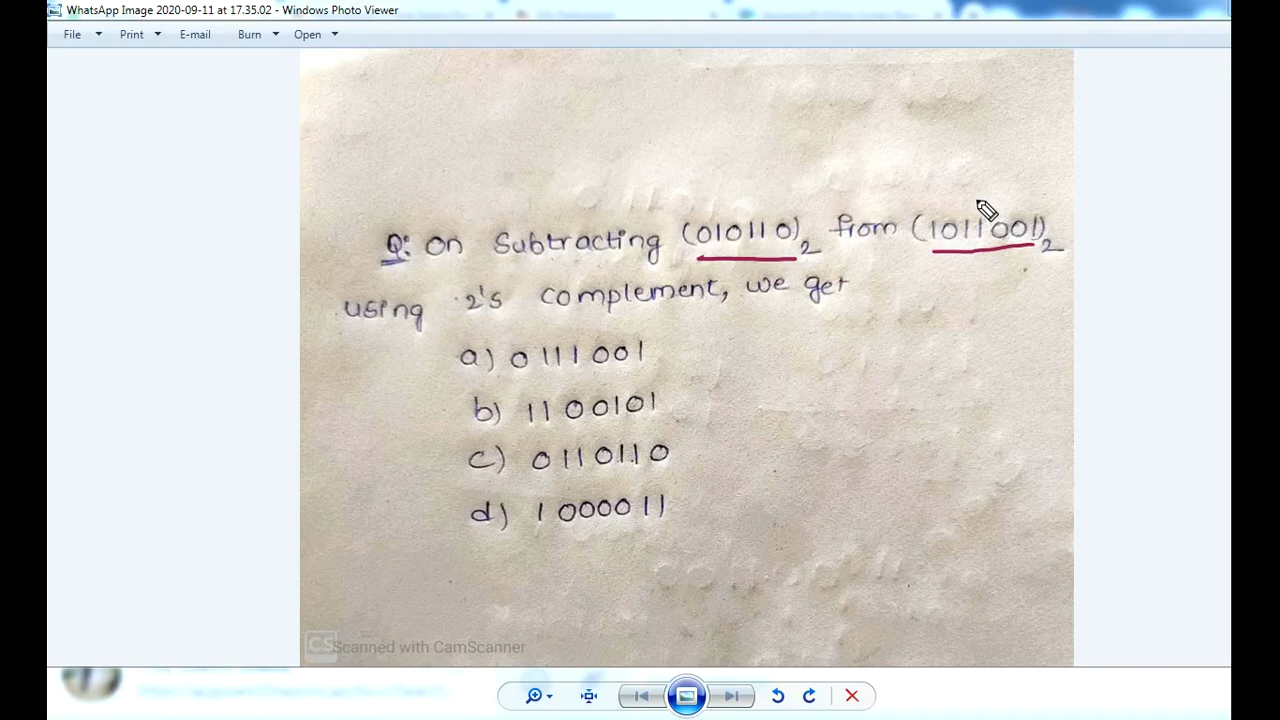 WhatsApp Image 2020-09-11 at 17.35.02 - Windows Photo Viewer
File Print E-mail Burn Open
Q: On Subtracting (010110)2 from (1011001)2
using 2's complement, we get
a) 0111001
b) 1100101
c) 0110110
d) 1000011
CS Scanned with CamScanner